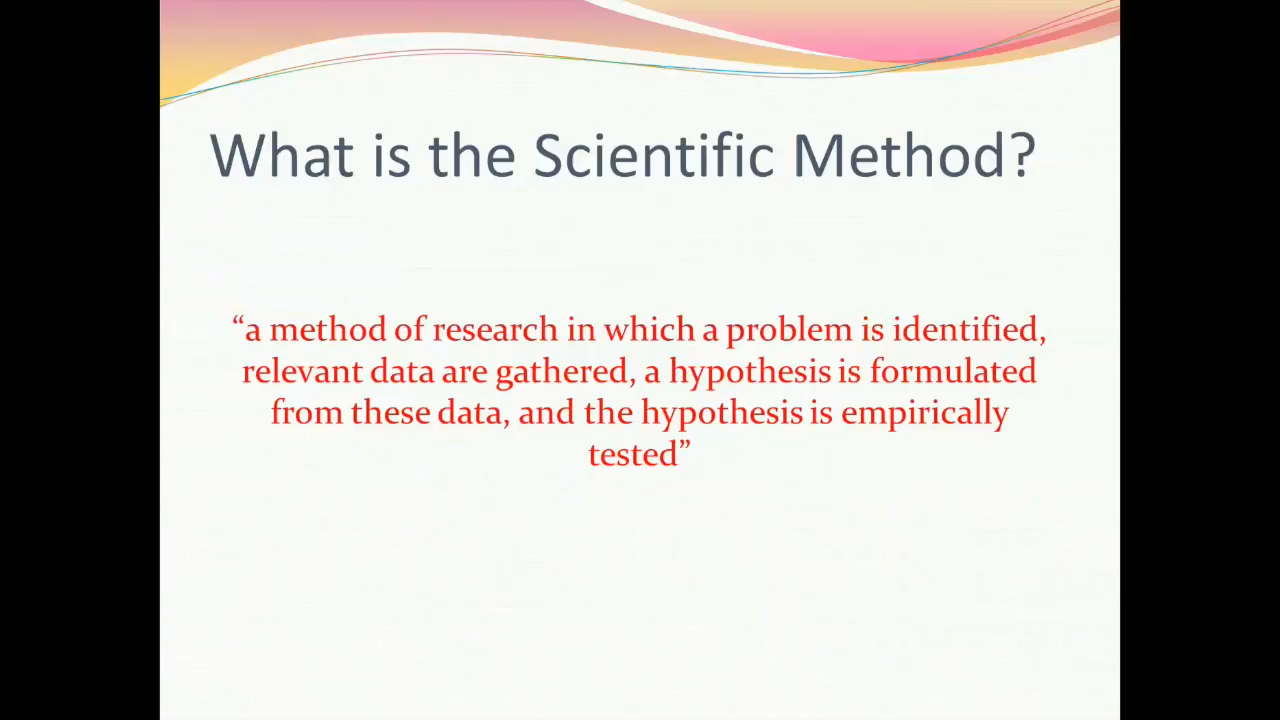 What is the Scientific Method?
“a method of research in which a problem is identified,
relevant data are gathered, a hypothesis is formulated
from these data, and the hypothesis is empirically
tested”